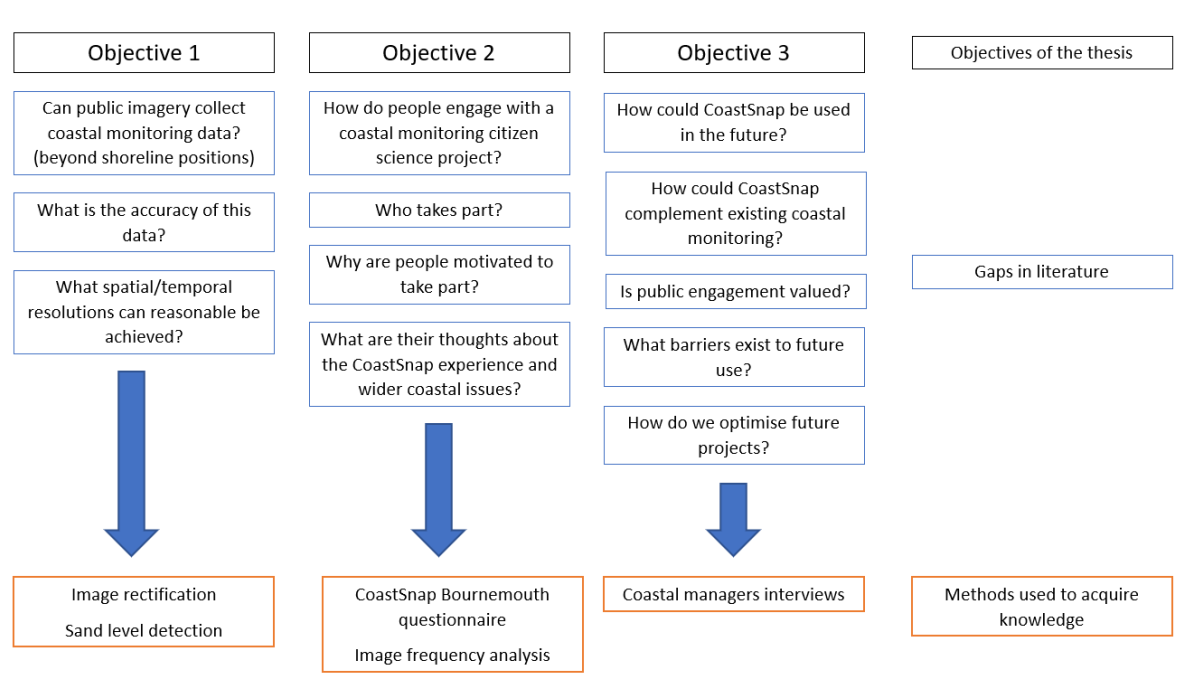 Objective 1
Can public imagery collect
coastal monitoring data?
(beyond shoreline positions)
What is the accuracy of this
data?
What spatial/temporal
resolutions can reasonable be
achieved?
Image rectification
Sand level detection
Objective 2
How do people engage with a
coastal monitoring citizen
science project?
Who takes part?
Why are people motivated to
take part?
What are their thoughts about
the CoastSnap experience and
wider coastal issues?
CoastSnap Bournemouth
questionnaire
Image frequency analysis
Objective 3
How could CoastSnap be used
in the future?
How could CoastSnap
complement existing coastal
monitoring?
Is public engagement valued?
What barriers exist to future
use?
How do we optimise future
projects?
Coastal managers interviews
Objectives of the thesis
Gaps in literature
Methods used to acquire
knowledge